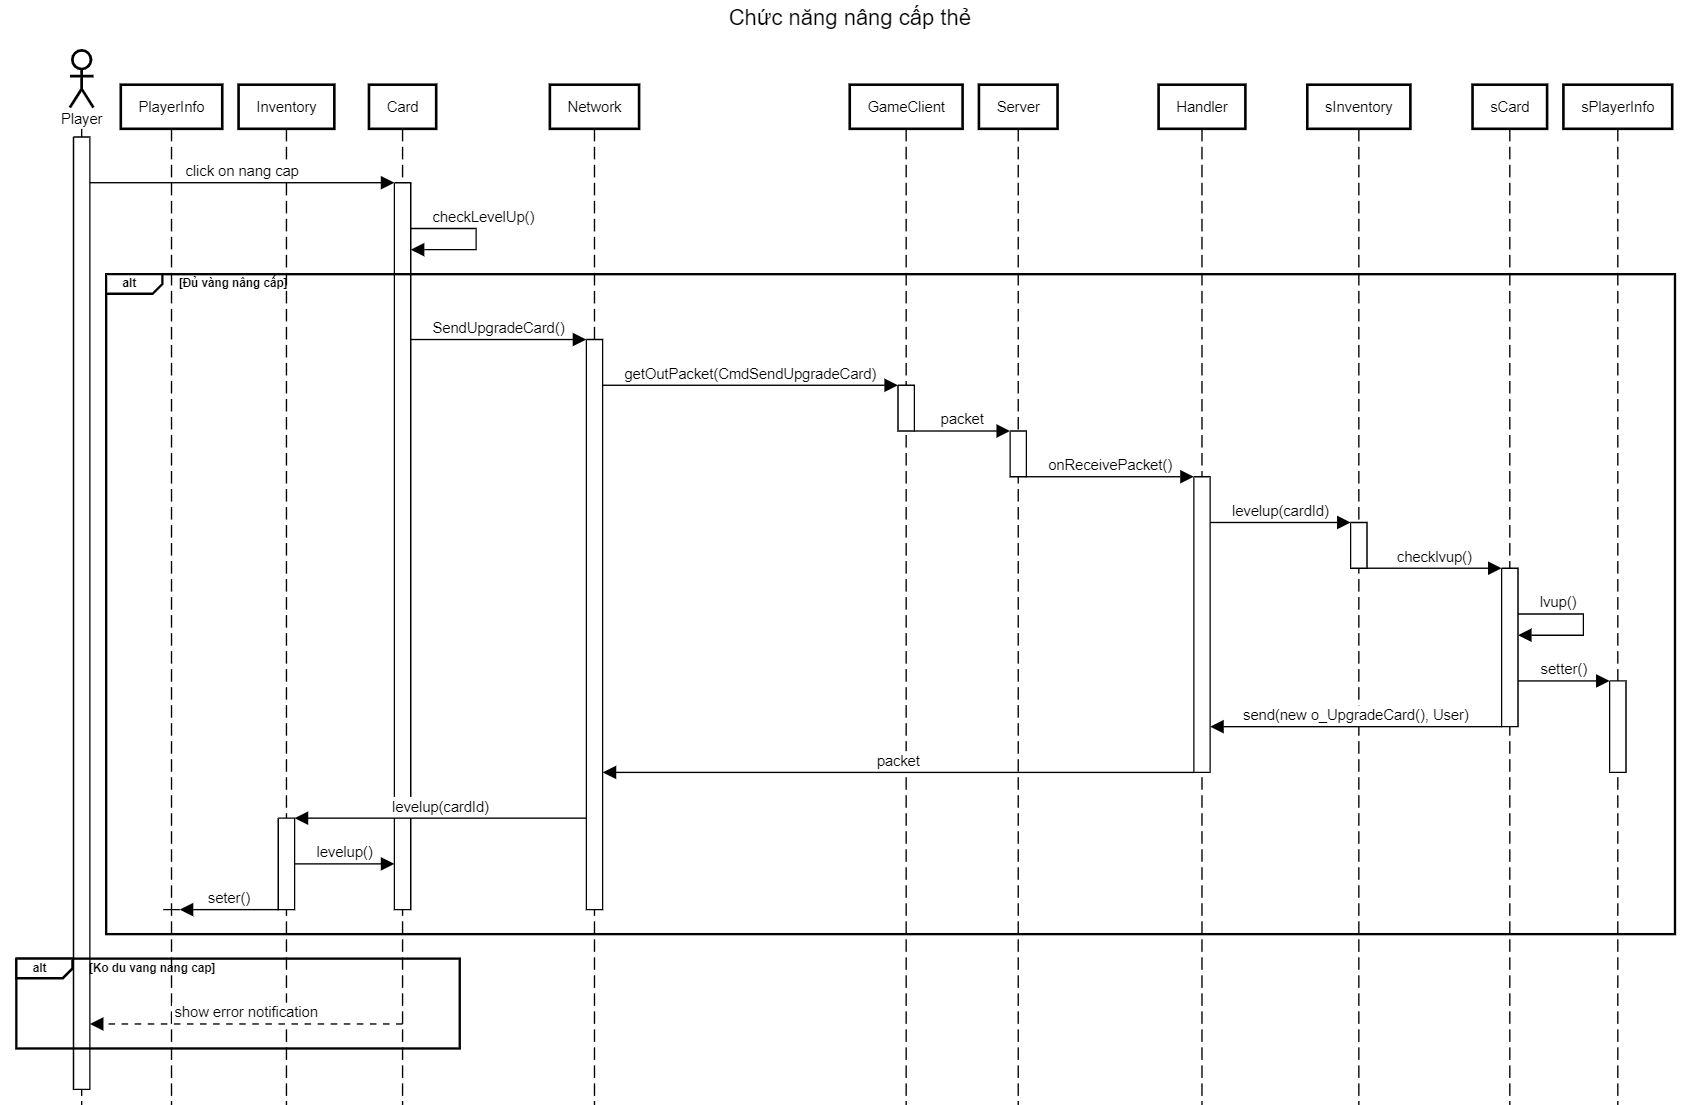 Chức năng nâng cấp thẻ
Player
PlayerInfo
Inventory
Card
Network
GameClient
Server
Handler
sInventory
sCard
sPlayerInfo
click on nang cap
checkLevelUp()
alt
[Đủ vàng nâng cấp]
SendUpgradeCard()
getOutPacket(CmdSendUpgradeCard)
packet
onReceivePacket()
levelup(cardId)
checklvup()
lvup()
setter()
send(new o_UpgradeCard(), User)
packet
levelup(cardId)
levelup()
seter()
alt
[Ko du vang nang cap]
show error notification